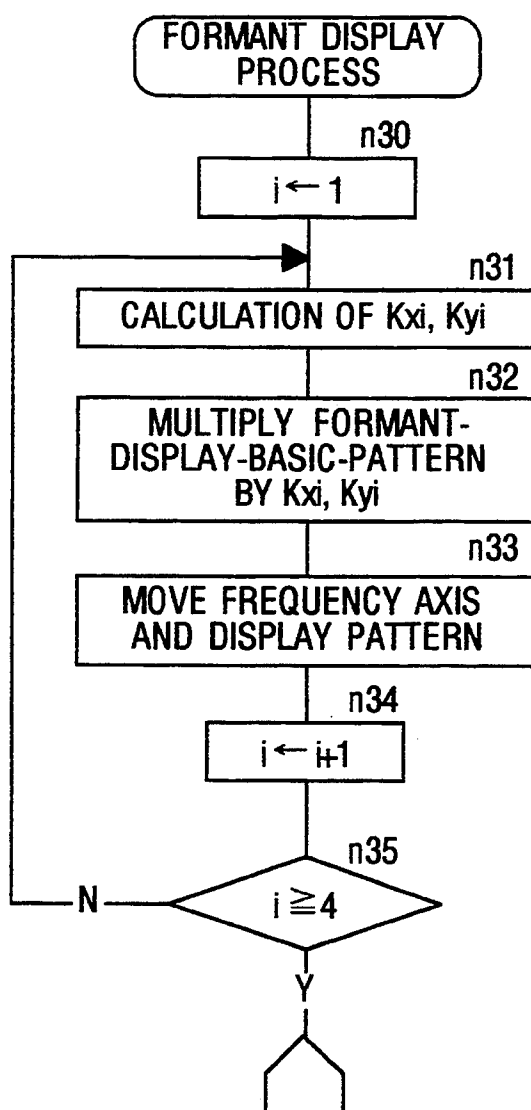 FORMANT DISPLAY
PROCESS
n30
i ← 1
n31
CALCULATION OF Kxi, Kyi
n32
MULTIPLY FORMANT-
DISPLAY-BASIC-PATTERN
BY Kxi, Kyi
n33
MOVE FREQUENCY AXIS
AND DISPLAY PATTERN
n34
i ← i+1
n35
i ≧ 4
N
Y